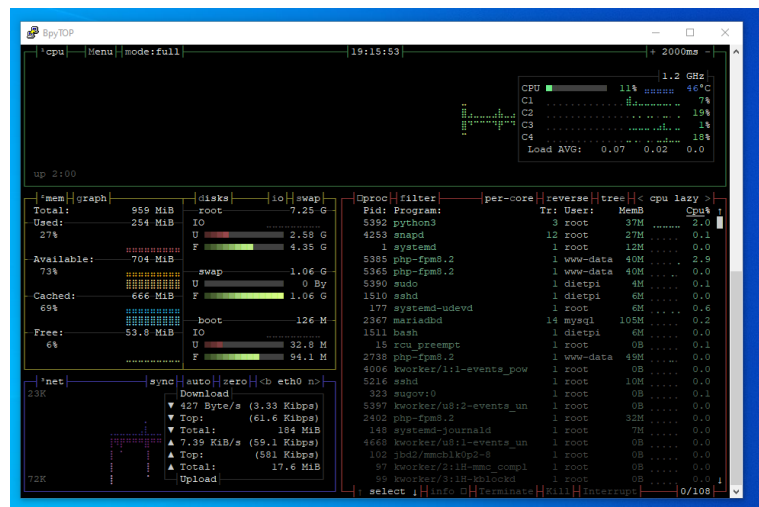 BpyTOP
¹cpu Menu mode:full 19:15:53 + 2000ms -
1.2 GHz
CPU 11% 46°C
C1 7%
C2 19%
C3 1%
C4 18%
Load AVG: 0.07 0.02 0.0
up 2:00
²mem graph disks io swap
Total: 959 MiB
Used: 254 MiB
27%
Available: 704 MiB
73%
Cached: 666 MiB
69%
Free: 53.8 MiB
6%
root 7.25 G
IO
U 2.58 G
F 4.35 G
swap 1.06 G
U 0 By
F 1.06 G
boot 126 M
IO
U 32.8 M
F 94.1 M
³net sync auto zero <b eth0 n>
23K
72K
Download
▼ 427 Byte/s (3.33 Kibps)
▼ Top: (61.6 Kibps)
▼ Total: 184 MiB
▲ 7.39 KiB/s (59.1 Kibps)
▲ Top: (581 Kibps)
▲ Total: 17.6 MiB
Upload
proc filter per-core reverse tree < cpu lazy >
Pid: Program: Tr: User: MemB Cpu% ↑
5392 python3 3 root 37M 2.0
4253 snapd 12 root 27M 0.1
1 systemd 1 root 12M 0.0
5385 php-fpm8.2 1 www-data 40M 2.9
5365 php-fpm8.2 1 www-data 40M 0.0
5390 sudo 1 dietpi 4M 0.1
1510 sshd 1 dietpi 6M 0.0
177 systemd-udevd 1 root 6M 0.6
2367 mariadbd 14 mysql 105M 0.2
1511 bash 1 dietpi 6M 0.0
15 rcu_preempt 1 root 0B 0.1
2738 php-fpm8.2 1 www-data 49M 0.0
4006 kworker/1:1-events_pow 1 root 0B 0.0
5216 sshd 1 root 10M 0.0
323 sugov:0 1 root 0B 0.1
5397 kworker/u8:2-events_un 1 root 0B 0.0
2402 php-fpm8.2 1 root 32M 0.0
148 systemd-journald 1 root 7M 0.0
4668 kworker/u8:1-events_un 1 root 0B 0.0
102 jbd2/mmcblk0p2-8 1 root 0B 0.0
97 kworker/2:1H-mmc_compl 1 root 0B 0.0
99 kworker/3:1H-kblockd 1 root 0B 0.0 ↓
↑ select ↓ info Terminate Kill Interrupt 0/108